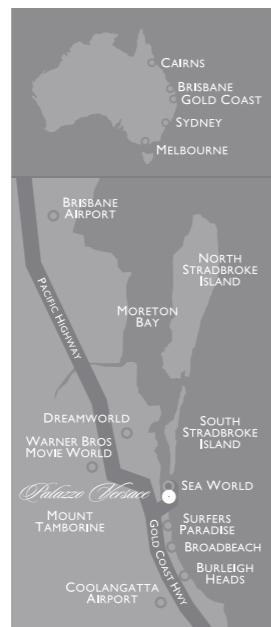 CAIRNS
BRISBANE
GOLD COAST
SYDNEY
MELBOURNE
BRISBANE
AIRPORT
NORTH
STRADBROKE
ISLAND
PACIFIC HIGHWAY
MORETON
BAY
DREAMWORLD
SOUTH
STRADBROKE
ISLAND
WARNER BROS
MOVIE WORLD
SEA WORLD
Palazzo Versace
MOUNT
TAMBORINE
GOLD COAST HWY
SURFERS
PARADISE
BROADBEACH
BURLEIGH
HEADS
COOLANGATTA
AIRPORT